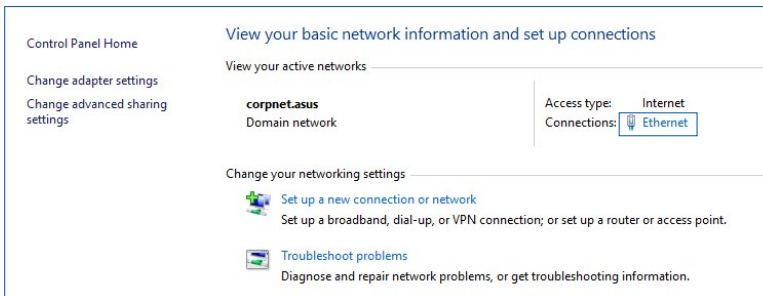 Control Panel Home
Change adapter settings
Change advanced sharing
settings
View your basic network information and set up connections
View your active networks
corpnet.asus
Domain network
Access type: Internet
Connections: Ethernet
Change your networking settings
Set up a new connection or network
Set up a broadband, dial-up, or VPN connection; or set up a router or access point.
Troubleshoot problems
Diagnose and repair network problems, or get troubleshooting information.